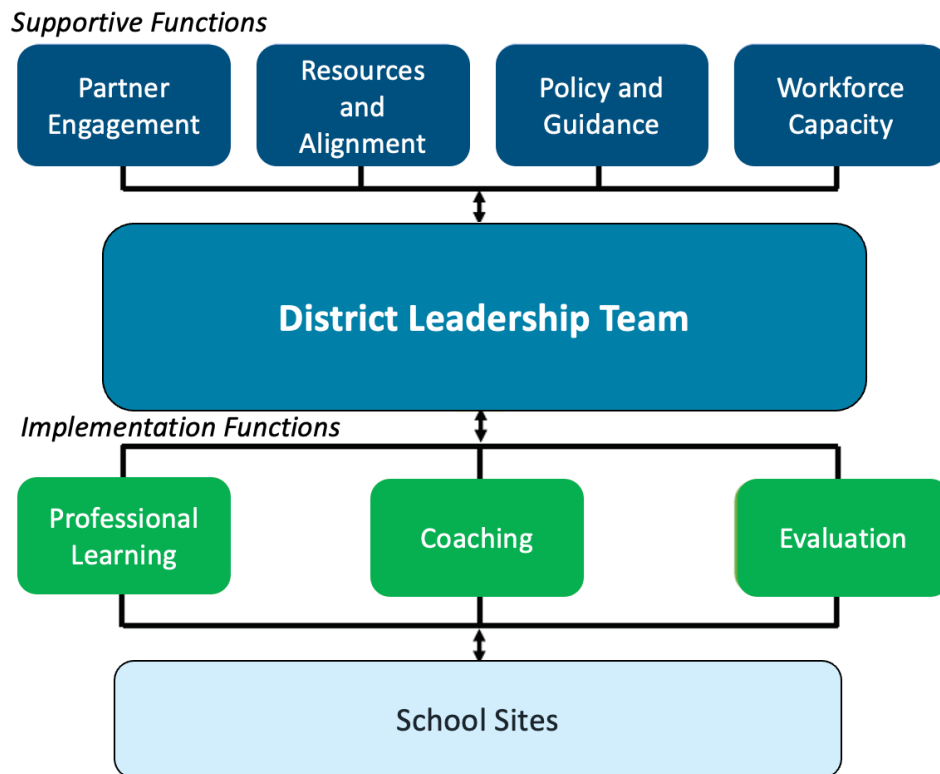 Supportive Functions
Partner
Engagement
Resources
and
Alignment
Policy and
Guidance
Workforce
Capacity
District Leadership Team
Implementation Functions
Professional
Learning
Coaching
Evaluation
School Sites